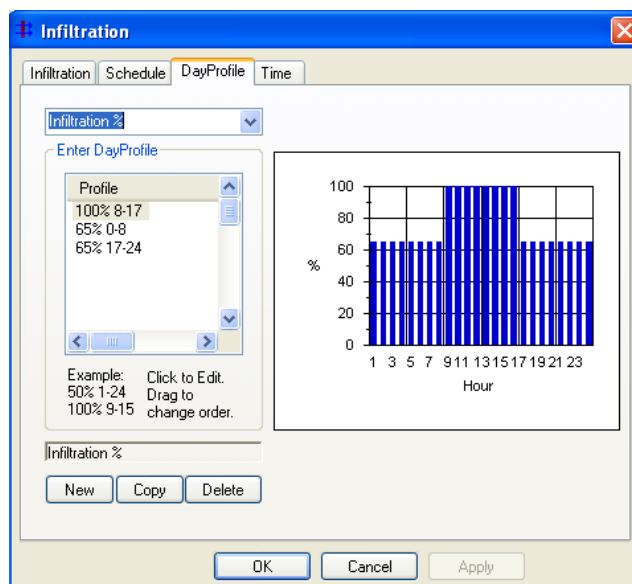 Infiltration
Infiltration Schedule DayProfile Time
Infiltration %
Enter DayProfile
Profile
100% 8-17
65% 0-8
65% 17-24
Example:
50% 1-24
100% 9-15
Click to Edit.
Drag to
change order.
Infiltration %
New Copy Delete
100
80
60
40
20
0
%
1 3 5 7 9 11 13 15 17 19 21 23
Hour
OK Cancel Apply